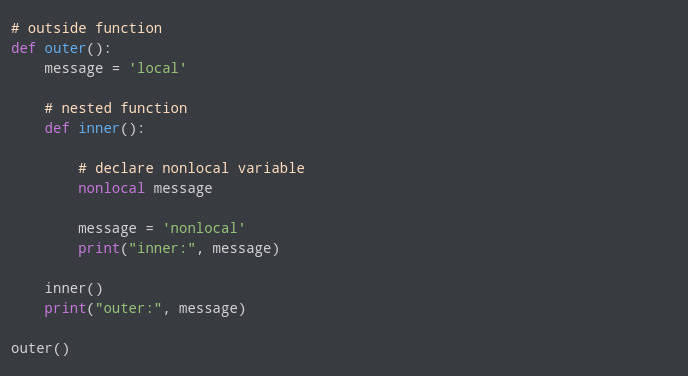 # outside function
def outer():
    message = 'local'

    # nested function
    def inner():

        # declare nonlocal variable
        nonlocal message

        message = 'nonlocal'
        print("inner:", message)

    inner()
    print("outer:", message)

outer()